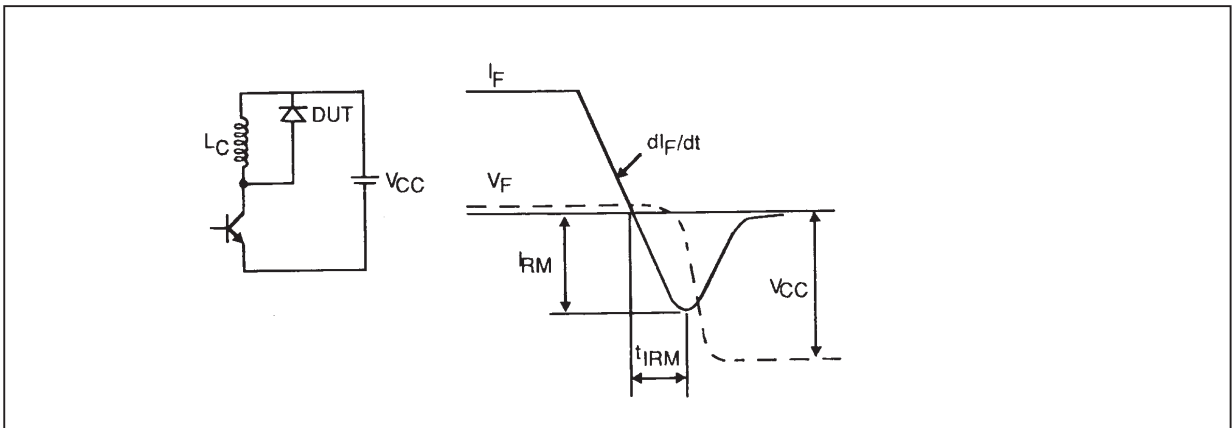 DUT
LC
VCC
IF
dIF/dt
VF
IRM
VCC
tIRM